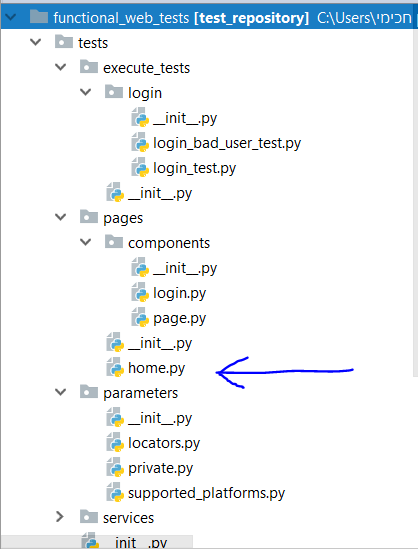 functional_web_tests [test_repository] C:\Users\חכימי
tests
execute_tests
login
__init__.py
login_bad_user_test.py
login_test.py
__init__.py
pages
components
__init__.py
login.py
page.py
__init__.py
home.py
parameters
__init__.py
locators.py
private.py
supported_platforms.py
services
__init__.py